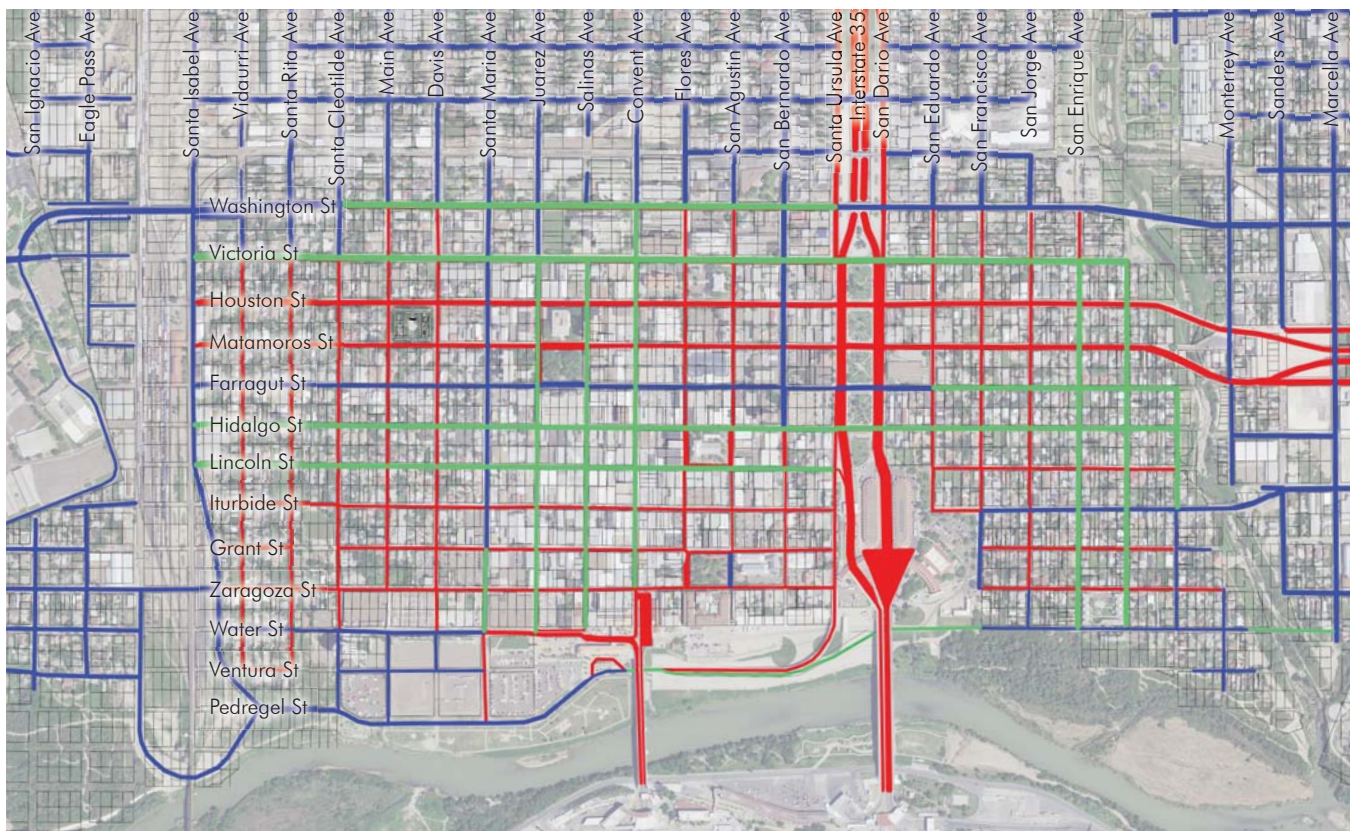 San Ignacio Ave
Eagle Pass Ave
Santa Isabel Ave
Vidaurri Ave
Santa Rita Ave
Santa Cleotilde Ave
Main Ave
Davis Ave
Santa Maria Ave
Juarez Ave
Salinas Ave
Convent Ave
Flores Ave
San Agustin Ave
San Bernardo Ave
Santa Ursula Ave
Interstate 35
San Dario Ave
San Eduardo Ave
San Francisco Ave
San Jorge Ave
San Enrique Ave
Monterrey Ave
Sanders Ave
Marcella Ave
Washington St
Victoria St
Houston St
Matamoros St
Farragut St
Hidalgo St
Lincoln St
Iturbide St
Grant St
Zaragoza St
Water St
Ventura St
Pedregel St